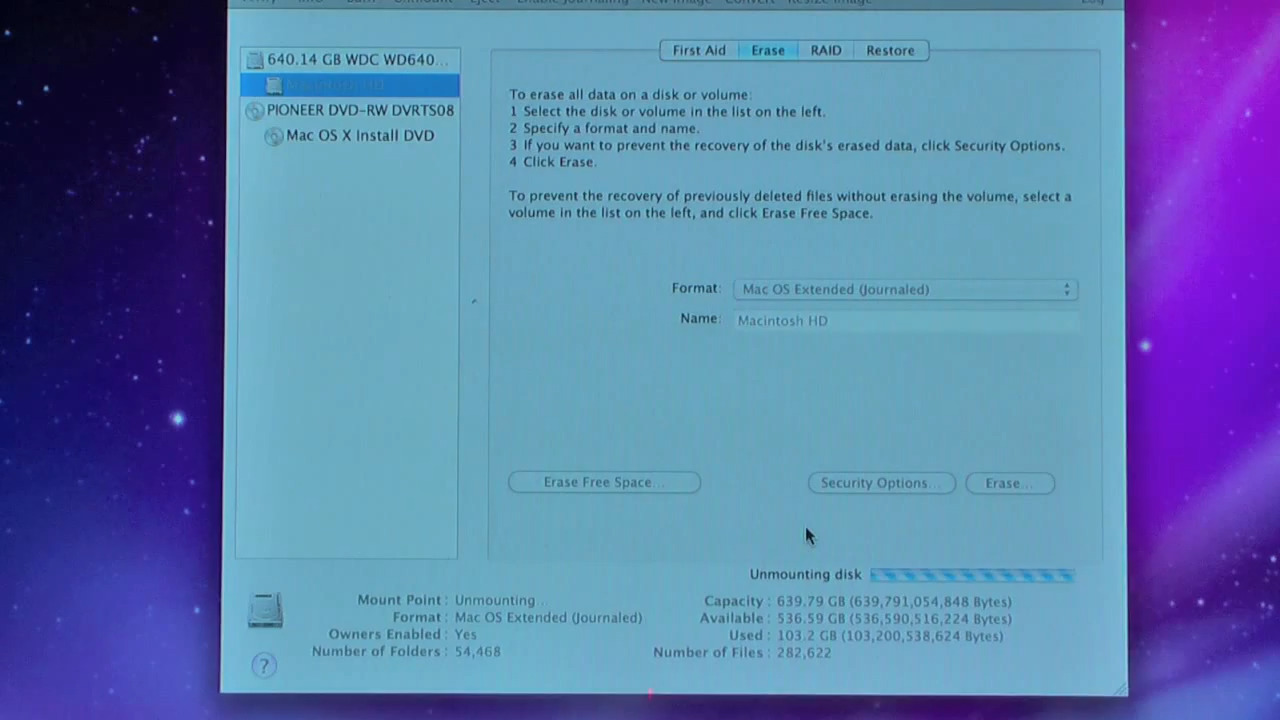 640.14 GB WDC WD640...
Macintosh HD
PIONEER DVD-RW DVRTS08
Mac OS X Install DVD
First Aid
Erase
RAID
Restore
To erase all data on a disk or volume:
1 Select the disk or volume in the list on the left.
2 Specify a format and name.
3 If you want to prevent the recovery of the disk's erased data, click Security Options.
4 Click Erase.
To prevent the recovery of previously deleted files without erasing the volume, select a
volume in the list on the left, and click Erase Free Space.
Format: Mac OS Extended (Journaled)
Name: Macintosh HD
Erase Free Space...
Security Options...
Erase...
Unmounting disk
Mount Point : Unmounting...
Format : Mac OS Extended (Journaled)
Owners Enabled : Yes
Number of Folders : 54,468
Capacity : 639.79 GB (639,791,054,848 Bytes)
Available : 536.59 GB (536,590,516,224 Bytes)
Used : 103.2 GB (103,200,538,624 Bytes)
Number of Files : 282,622
?